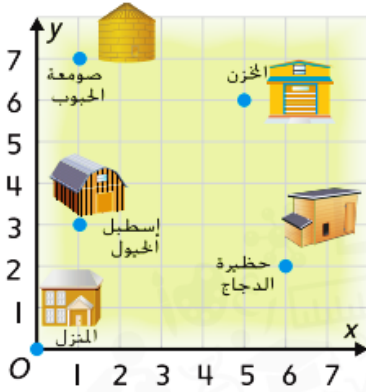 y
7
صومعة
الحبوب
المخزن
6
5
4
3
إسطبل
الخيول
حظيرة
الدجاج
2
1
المنزل
x
O 1 2 3 4 5 6 7